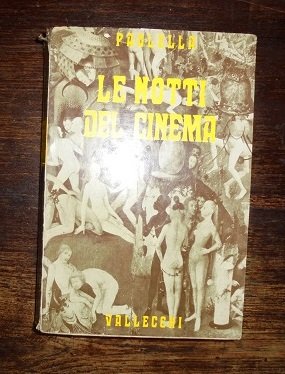 PAOLELLA
LE NOTTI
DEL CINEMA
VALLECCHI